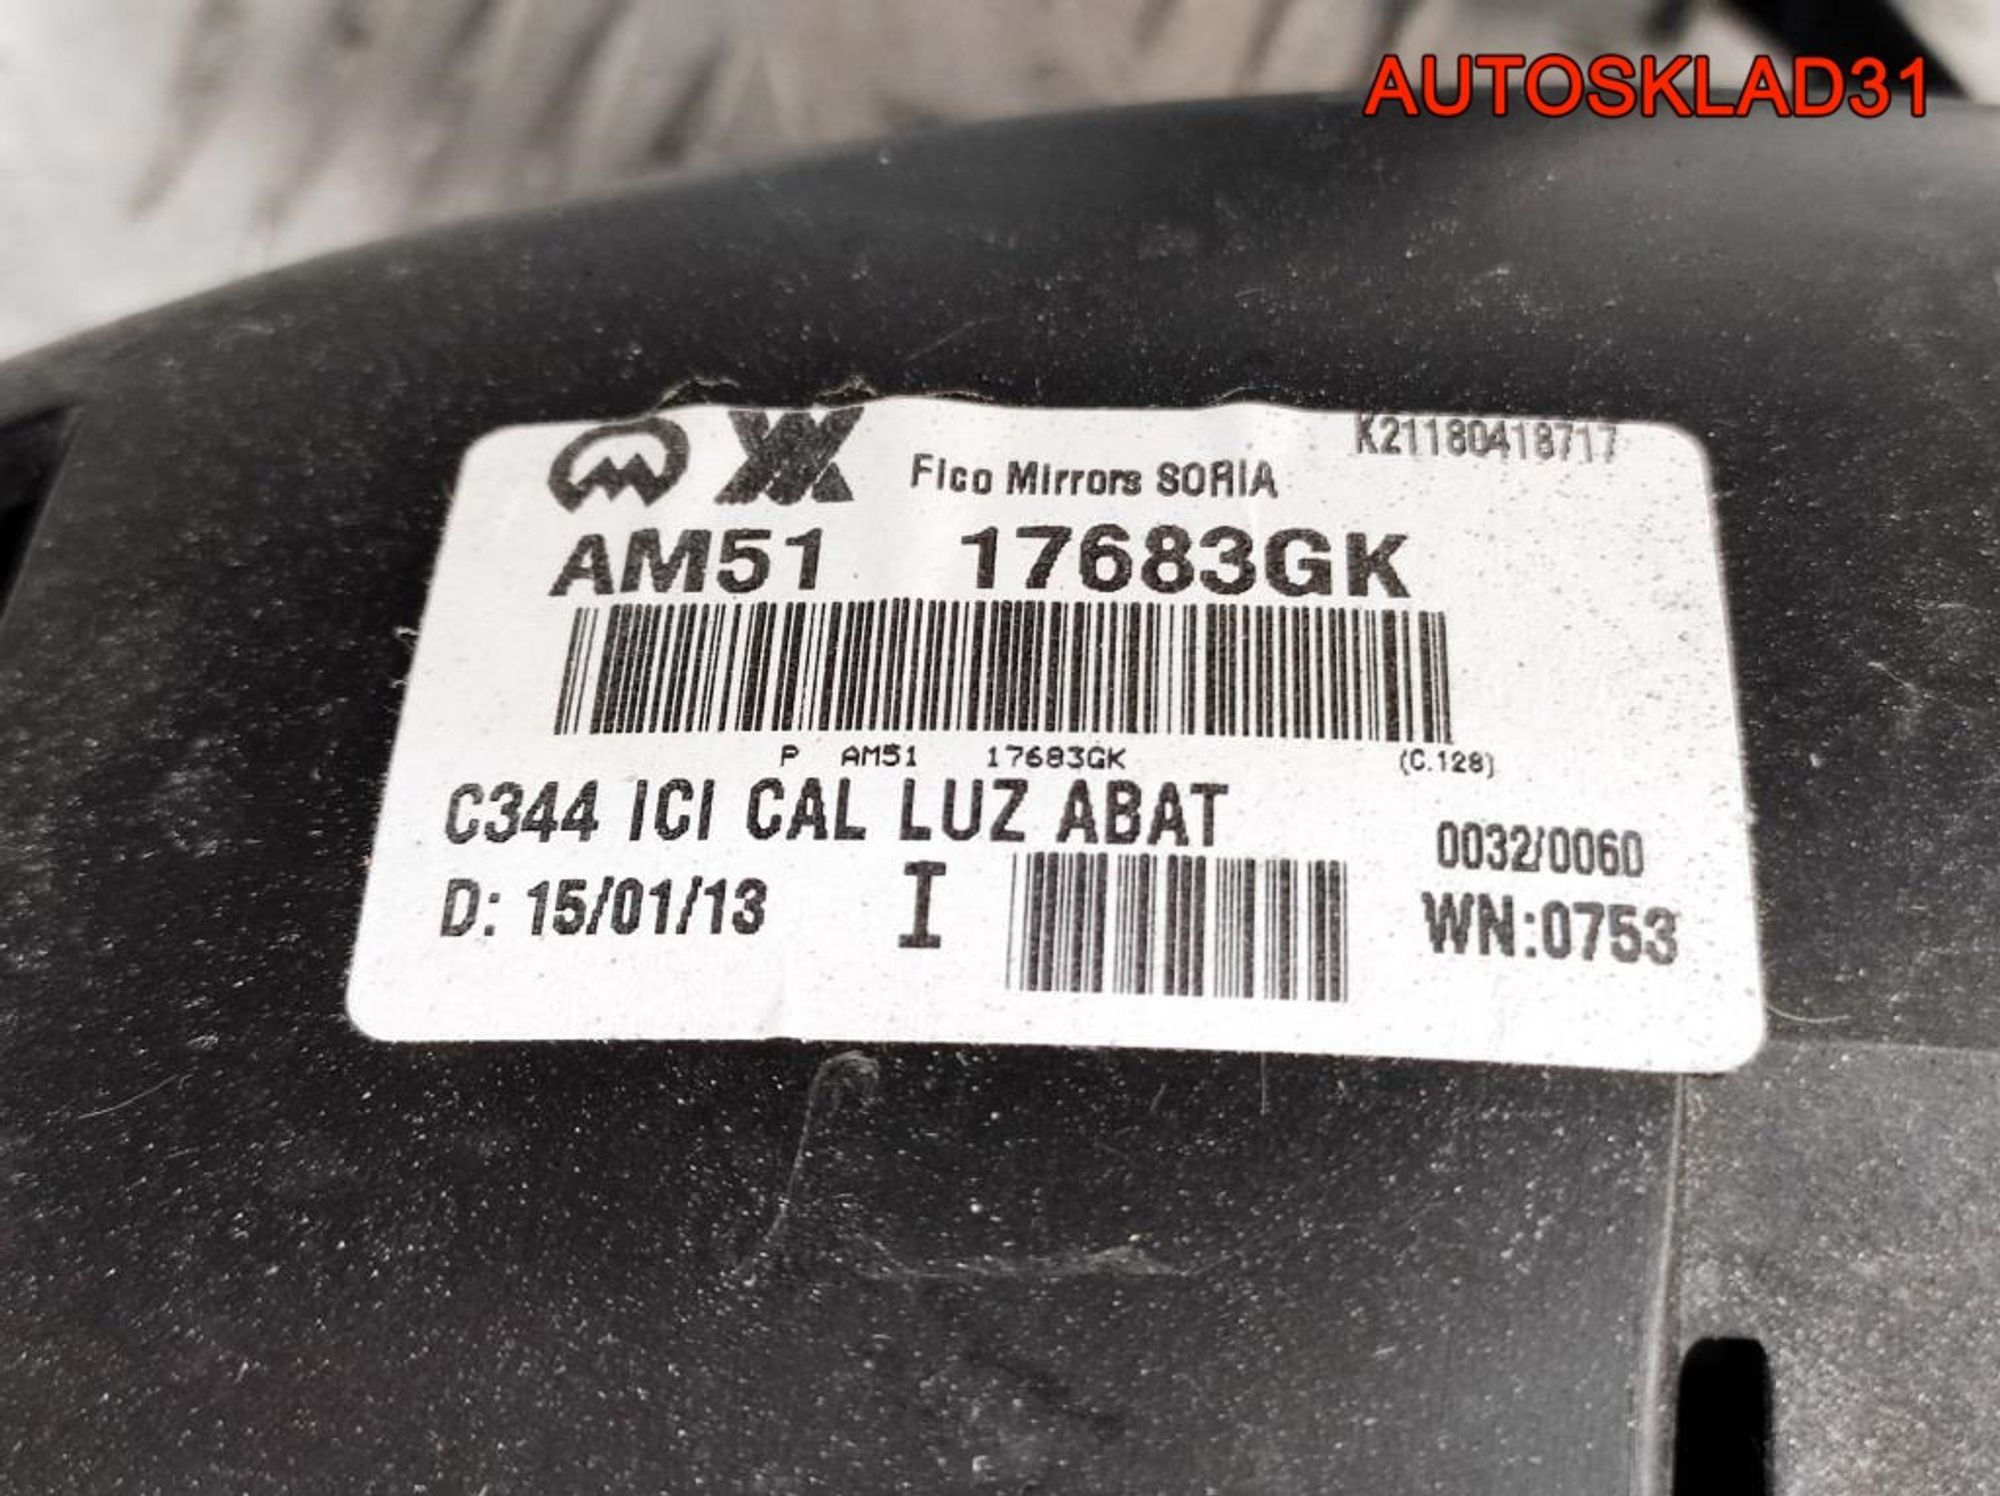 AUTOSKLAD31
K21180418717
Fico Mirrors SORIA
AM51 17683GK
P AM51 17683GK (C.128)
C344 ICI CAL LUZ ABAT
0032/0060
D: 15/01/13 I WN:0753